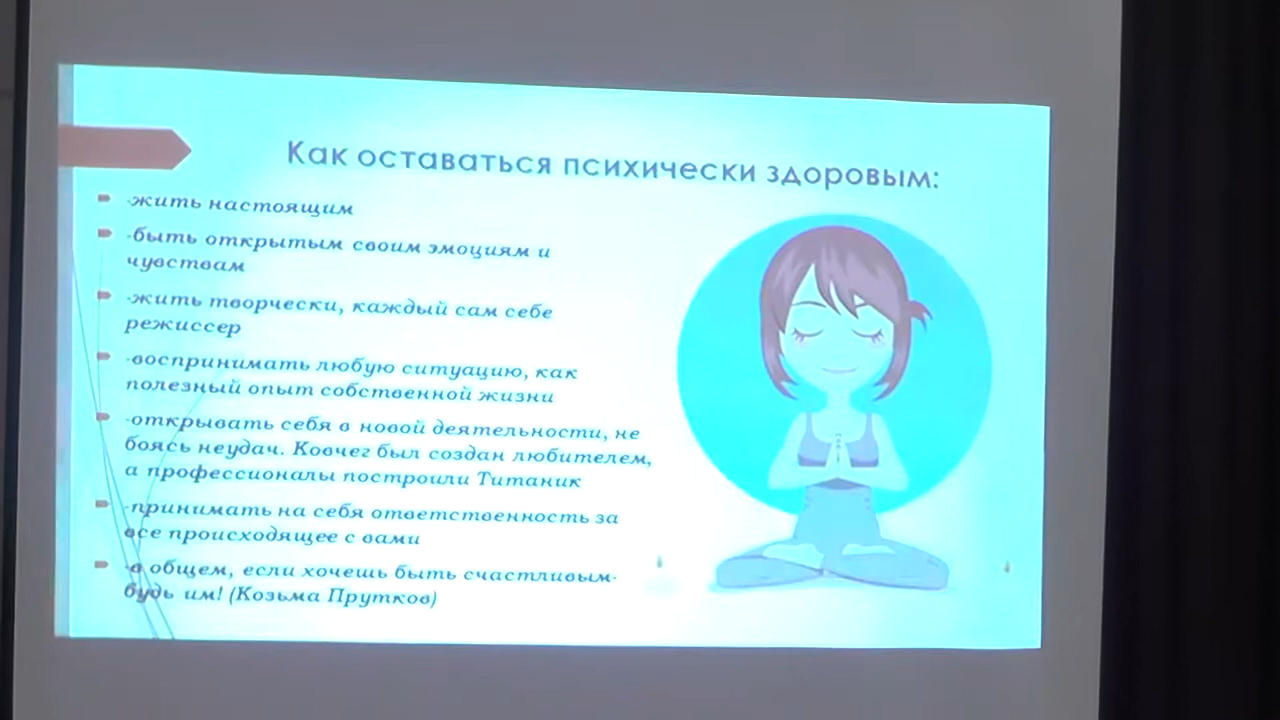 Как оставаться психически здоровым:
-жить настоящим
-быть открытым своим эмоциям и
чувствам
-жить творчески, каждый сам себе
режиссер
-воспринимать любую ситуацию, как
полезный опыт собственной жизни
-открывать себя в новой деятельности, не
боясь неудач. Ковчег был создан любителем,
а профессионалы построили Титаник
-принимать на себя ответственность за
все происходящее с вами
-в общем, если хочешь быть счастливым-
будь им! (Козьма Прутков)